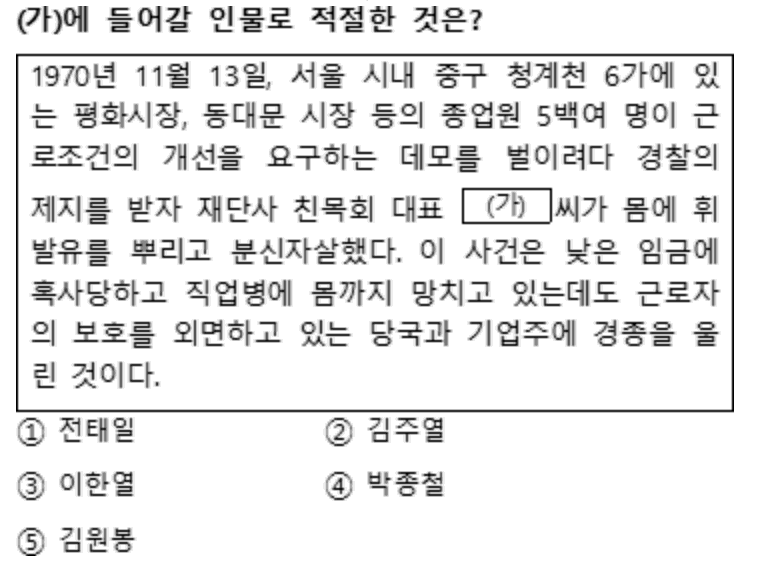 (가)에 들어갈 인물로 적절한 것은?
1970년 11월 13일, 서울 시내 중구 청계천 6가에 있
는 평화시장, 동대문 시장 등의 종업원 5백여 명이 근
로조건의 개선을 요구하는 데모를 벌이려다 경찰의
제지를 받자 재단사 친목회 대표 (가) 씨가 몸에 휘
발유를 뿌리고 분신자살했다. 이 사건은 낮은 임금에
혹사당하고 직업병에 몸까지 망치고 있는데도 근로자
의 보호를 외면하고 있는 당국과 기업주에 경종을 울
린 것이다.
① 전태일 ② 김주열
③ 이한열 ④ 박종철
⑤ 김원봉